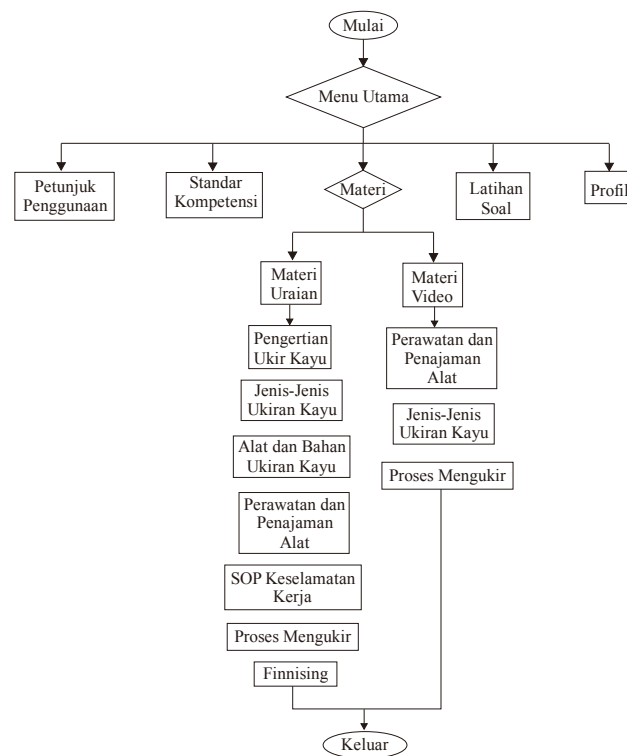 Mulai
Menu Utama
Petunjuk
Penggunaan
Standar
Kompetensi
Materi
Latihan
Soal
Profil
Materi
Uraian
Pengertian
Ukir Kayu
Jenis-Jenis
Ukiran Kayu
Alat dan Bahan
Ukiran Kayu
Perawatan dan
Penajaman
Alat
SOP Keselamatan
Kerja
Proses Mengukir
Finnising
Materi
Video
Perawatan dan
Penajaman
Alat
Jenis-Jenis
Ukiran Kayu
Proses Mengukir
Keluar